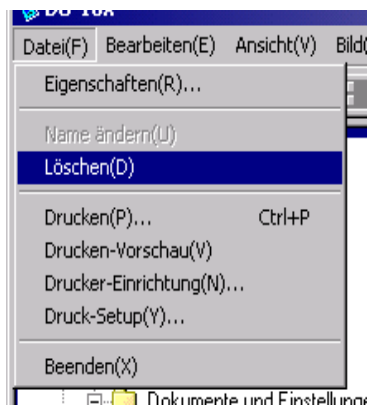 Datei(F) Bearbeiten(E) Ansicht(V) Bild(
Eigenschaften(R)...
Name ändern(U)
Löschen(D)
Drucken(P)... Ctrl+P
Drucken-Vorschau(V)
Drucker-Einrichtung(N)...
Druck-Setup(Y)...
Beenden(X)
Dokumente und Einstellunge